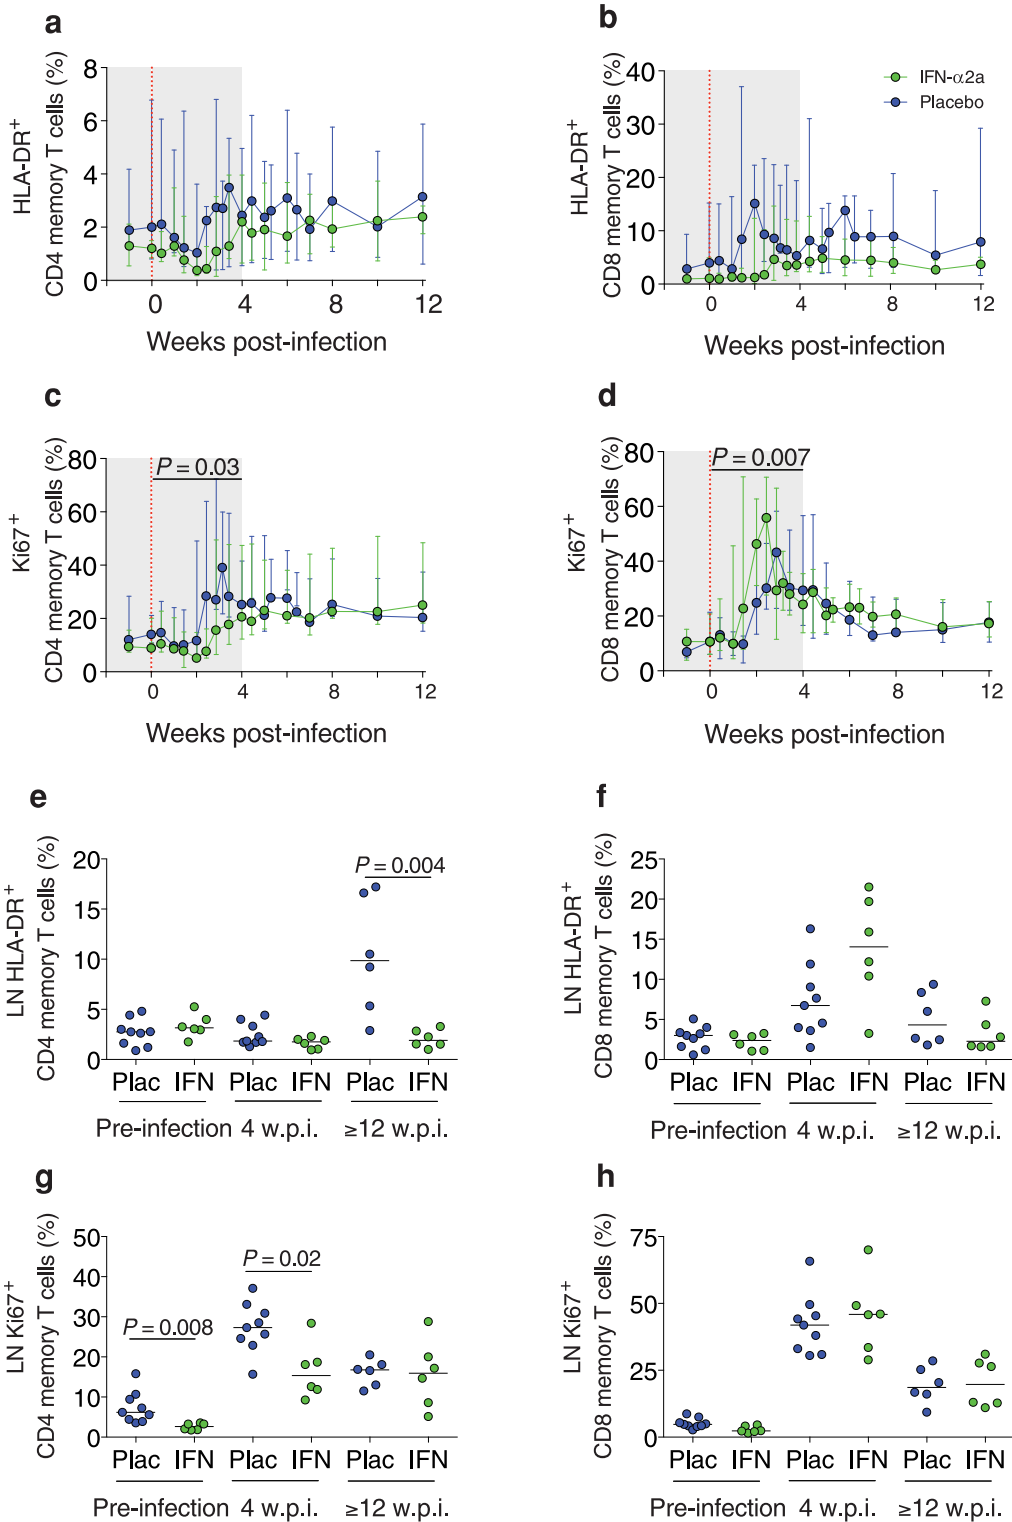 a
HLA-DR+
CD4 memory T cells (%)
8
6
4
2
0
0
4
8
12
Weeks post-infection
b
HLA-DR+
CD8 memory T cells (%)
40
30
20
10
0
0
4
8
12
Weeks post-infection
IFN-α2a
Placebo
c
Ki67+
CD4 memory T cells (%)
80
60
40
20
0
P = 0.03
0
4
8
12
Weeks post-infection
d
Ki67+
CD8 memory T cells (%)
80
60
40
20
0
P = 0.007
0
4
8
12
Weeks post-infection
e
LN HLA-DR+
CD4 memory T cells (%)
20
15
10
5
0
P = 0.004
Plac IFN Plac IFN Plac IFN
Pre-infection 4 w.p.i. ≥12 w.p.i.
f
LN HLA-DR+
CD8 memory T cells (%)
25
20
15
10
5
0
Plac IFN Plac IFN Plac IFN
Pre-infection 4 w.p.i. ≥12 w.p.i.
g
LN Ki67+
CD4 memory T cells (%)
50
40
30
20
10
0
P = 0.008
P = 0.02
Plac IFN Plac IFN Plac IFN
Pre-infection 4 w.p.i. ≥12 w.p.i.
h
LN Ki67+
CD8 memory T cells (%)
75
50
25
0
Plac IFN Plac IFN Plac IFN
Pre-infection 4 w.p.i. ≥12 w.p.i.